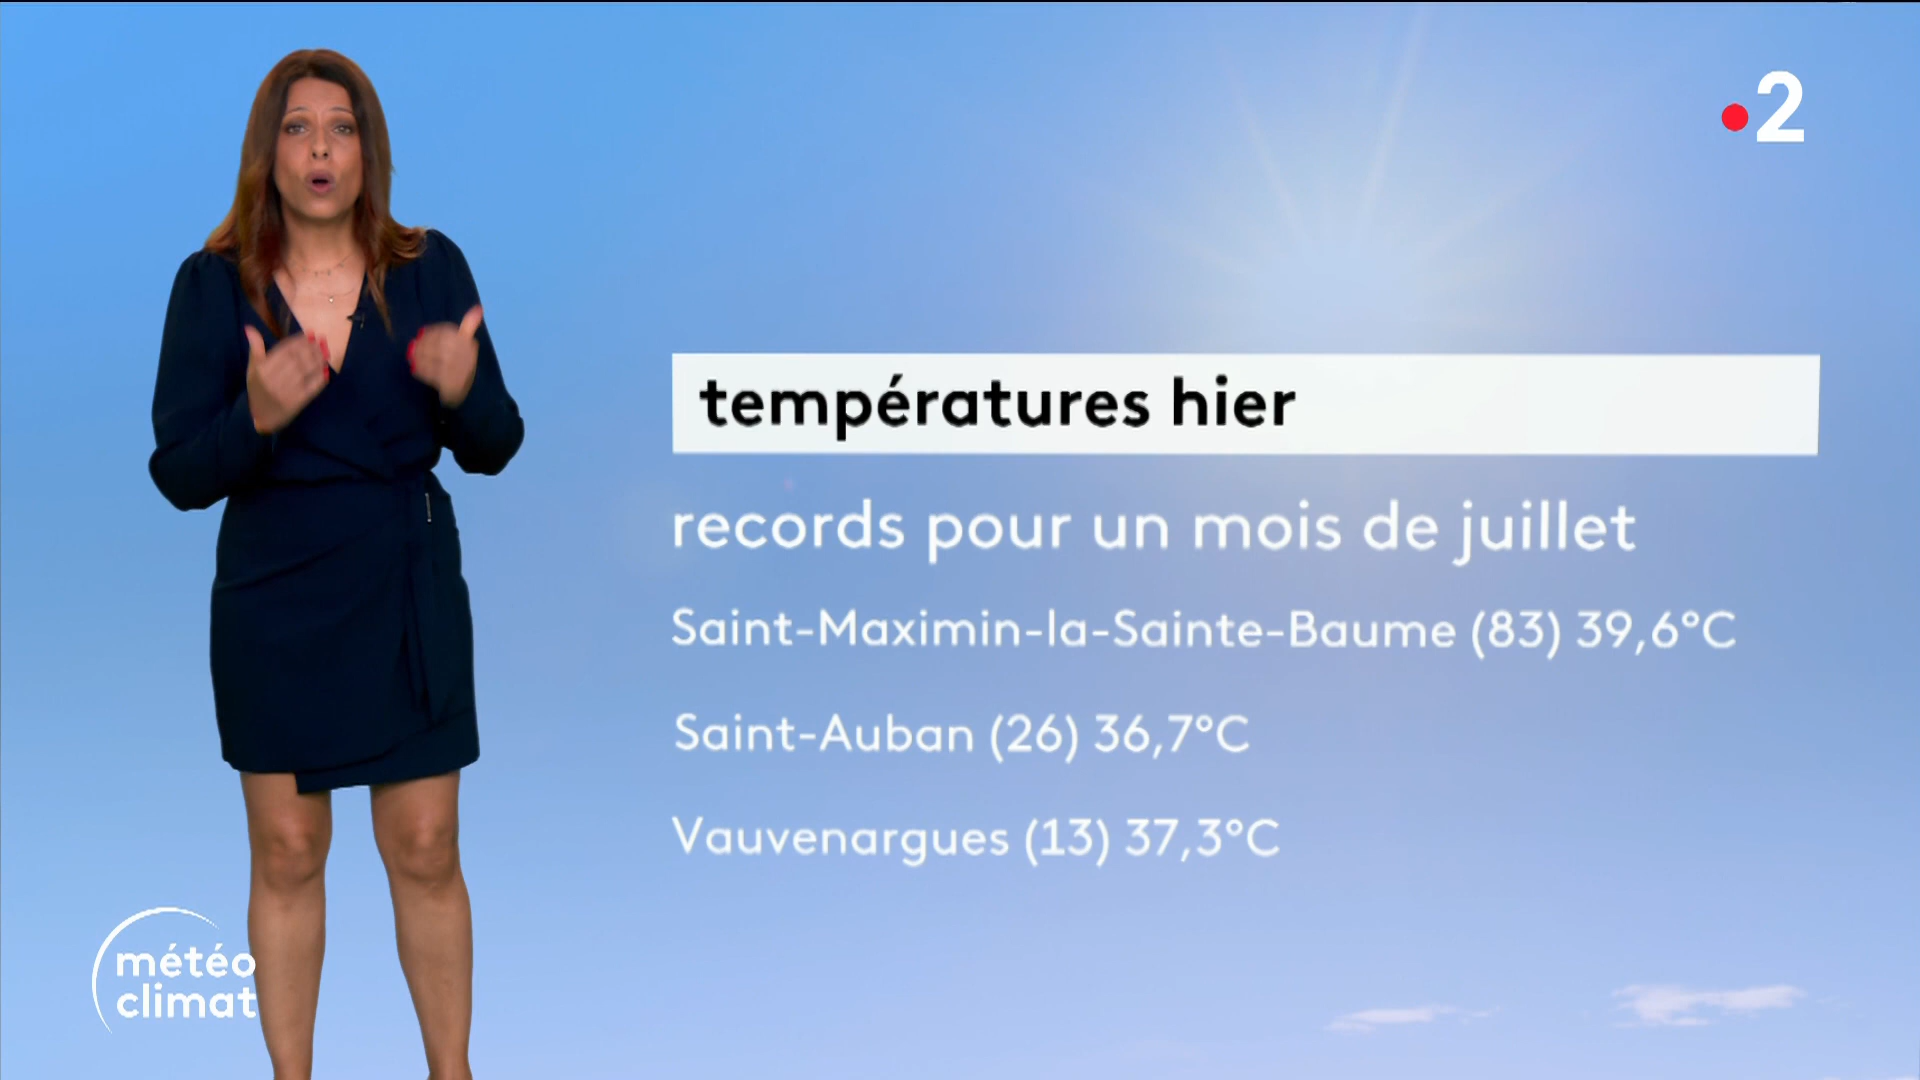 2
températures hier
records pour un mois de juillet
Saint-Maximin-la-Sainte-Baume (83) 39,6°C
Saint-Auban (26) 36,7°C
Vauvenargues (13) 37,3°C
météo
climat